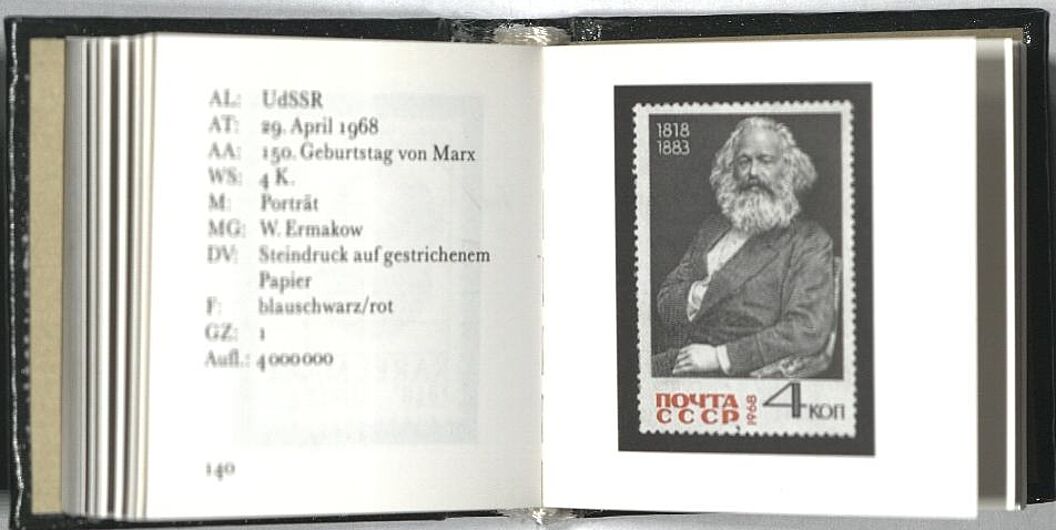 AL: UdSSR
AT: 29. April 1968
AA: 150. Geburtstag von Marx
WS: 4 K.
M: Porträt
MG: W. Ermakow
DV: Steindruck auf gestrichenem
Papier
F: blauschwarz/rot
GZ: 1
Aufl.: 4000000
140
1818
1883
ПОЧТА
СССР
1968
4 КОП